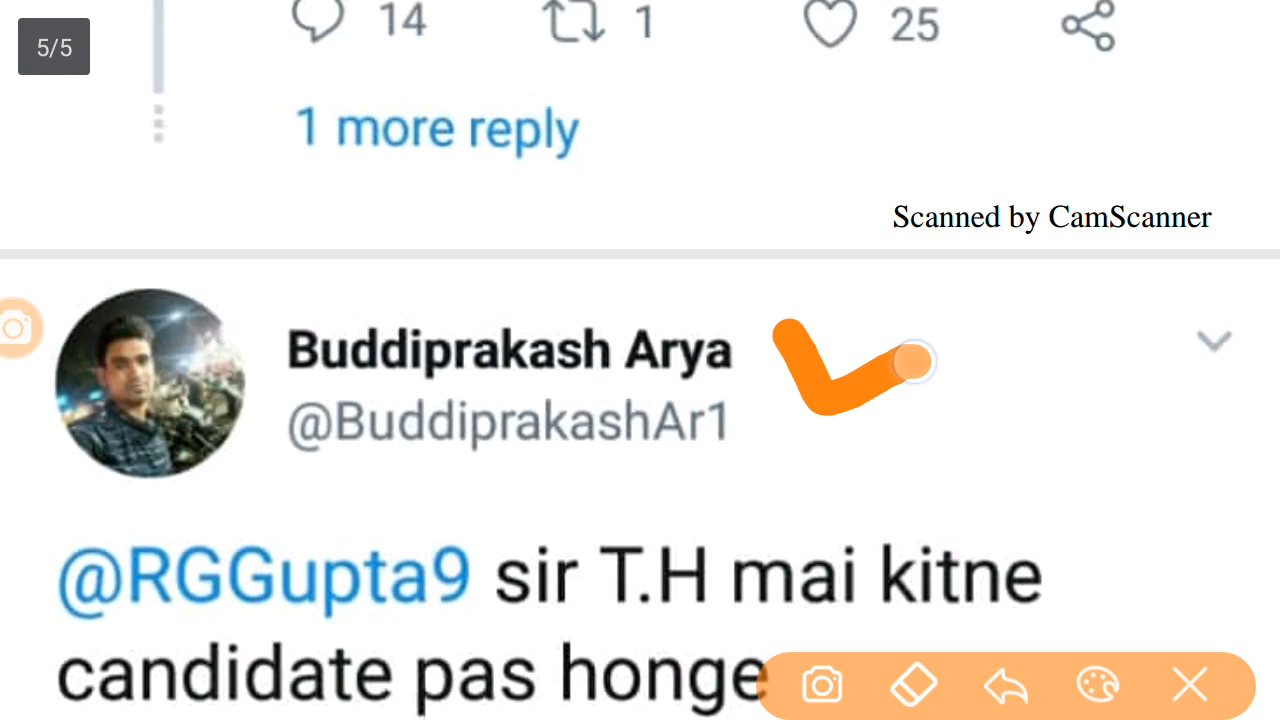 5/5
14 1 25
1 more reply
Scanned by CamScanner
Buddiprakash Arya
@BuddiprakashAr1
@RGGupta9 sir T.H mai kitne
candidate pas honge